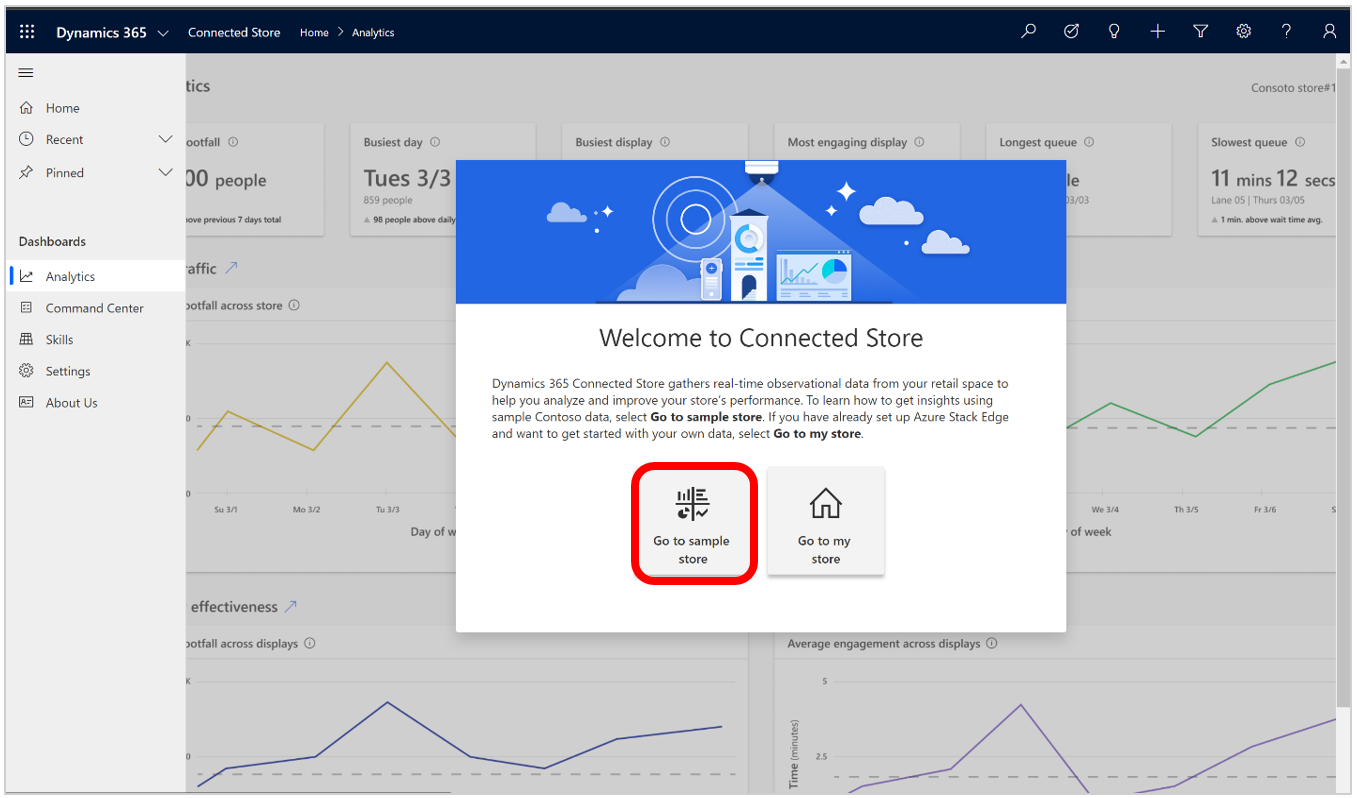 Dynamics 365
Connected Store
Home > Analytics
Home
Recent
Pinned
Dashboards
Analytics
Command Center
Skills
Settings
About Us
tics
Consoto store#1
ootfall
00 people
ove previous 7 days total
Busiest day
Tues 3/3
859 people
98 people above daily
Busiest display
Most engaging display
Longest queue
le
03/03
Slowest queue
11 mins 12 secs
Lane 05 | Thurs 03/05
1 min. above wait time avg.
raffic
ootfall across store
K
0
0
Su 3/1
Mo 3/2
Tu 3/3
Day of w
We 3/4
Th 3/5
Fr 3/6
S
of week
Welcome to Connected Store
Dynamics 365 Connected Store gathers real-time observational data from your retail space to
help you analyze and improve your store's performance. To learn how to get insights using
sample Contoso data, select Go to sample store. If you have already set up Azure Stack Edge
and want to get started with your own data, select Go to my store.
Go to sample
store
Go to my
store
effectiveness
ootfall across displays
K
0
Average engagement across displays
5
2.5
Time (minutes)